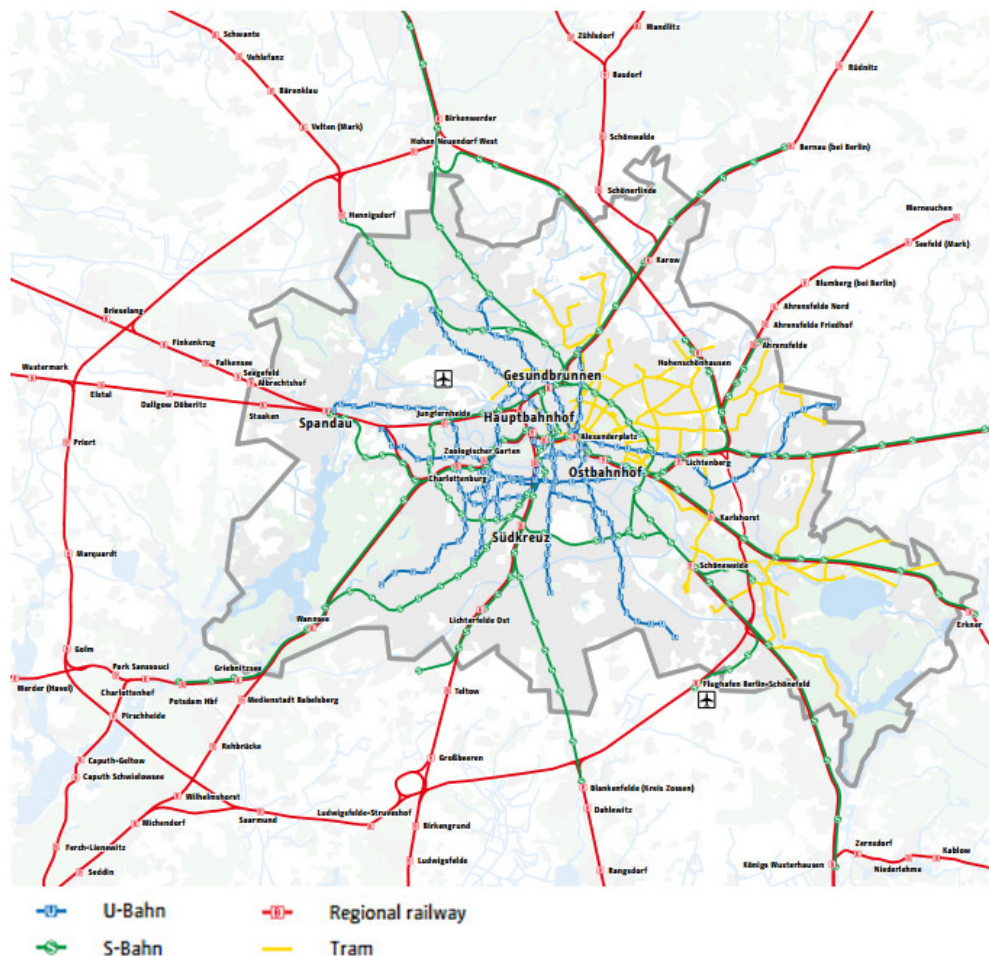 Schwante
Vehlefanz
Bärenklau
Velten (Mark)
Zühlsdorf
Wandlitz
Basdorf
Rüdnitz
Birkenwerder
Hohen Neuendorf West
Schönwalde
Bernau (bei Berlin)
Schönerlinde
Hennigsdorf
Werneuchen
Seefeld (Mark)
Karow
Blumberg (bei Berlin)
Ahrensfelde Nord
Ahrensfelde Friedhof
Ahrensfelde
Brieselang
Finkenkrug
Falkensee
Seegefeld
Albrechtshof
Hohenschönhausen
Wustermark
Elstal
Dallgow Döberitz
Staaken
Spandau
Gesundbrunnen
Jungfernheide
Hauptbahnhof
Alexanderplatz
Priort
Zoologischer Garten
Charlottenburg
Ostbahnhof
Lichtenberg
Karlshorst
Südkreuz
Marquardt
Schöneweide
Wannsee
Lichterfelde Ost
Erkner
Golm
Park Sanssouci
Griebnitzsee
Werder (Havel)
Charlottenhof
Potsdam Hbf
Medienstadt Babelsberg
Teltow
Flughafen Berlin-Schönefeld
Pirschheide
Rehbrücke
Caputh-Geltow
Caputh Schwielowsee
Großbeeren
Wilhelmshorst
Blankenfelde (Kreis Zossen)
Dahlewitz
Michendorf
Saarmund
Ludwigsfelde-Struveshof
Birkengrund
Ferch-Lienewitz
Seddin
Ludwigsfelde
Rangsdorf
Königs Wusterhausen
Zernsdorf
Niederlehme
Kablow
U-Bahn
Regional railway
S-Bahn
Tram